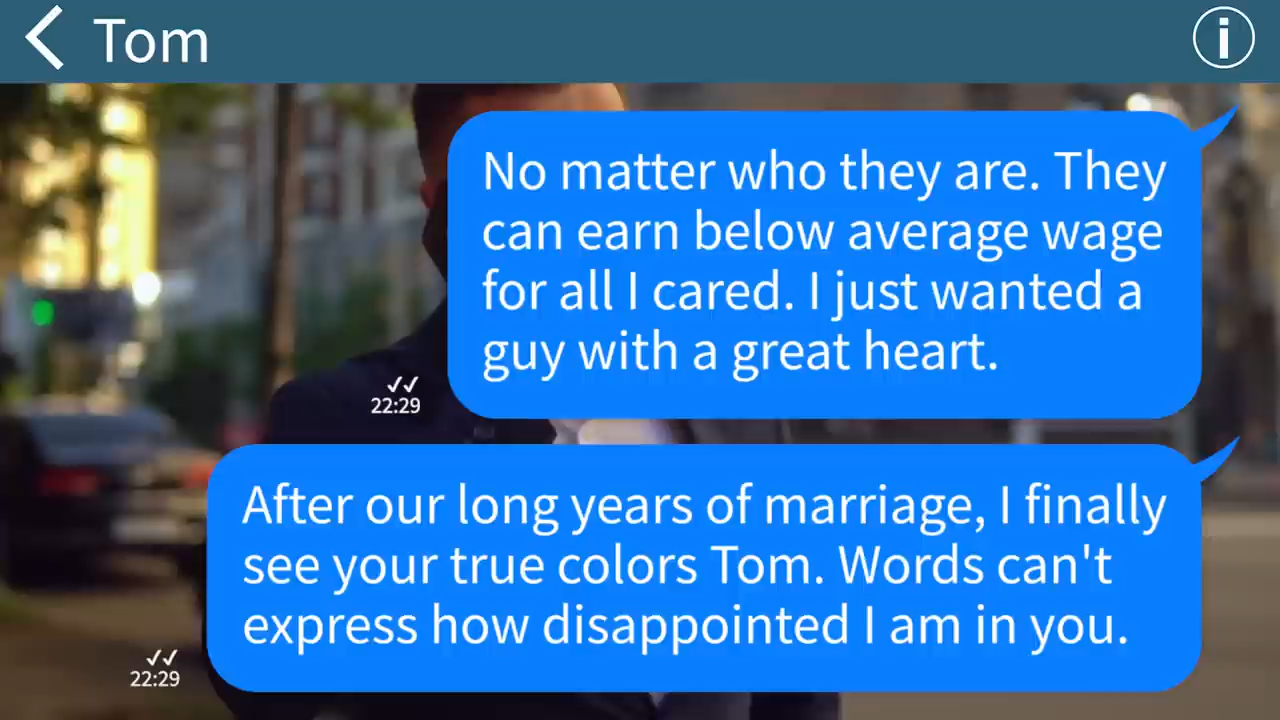 Tom
No matter who they are. They
can earn below average wage
for all I cared. I just wanted a
guy with a great heart.
22:29
After our long years of marriage, I finally
see your true colors Tom. Words can't
express how disappointed I am in you.
22:29